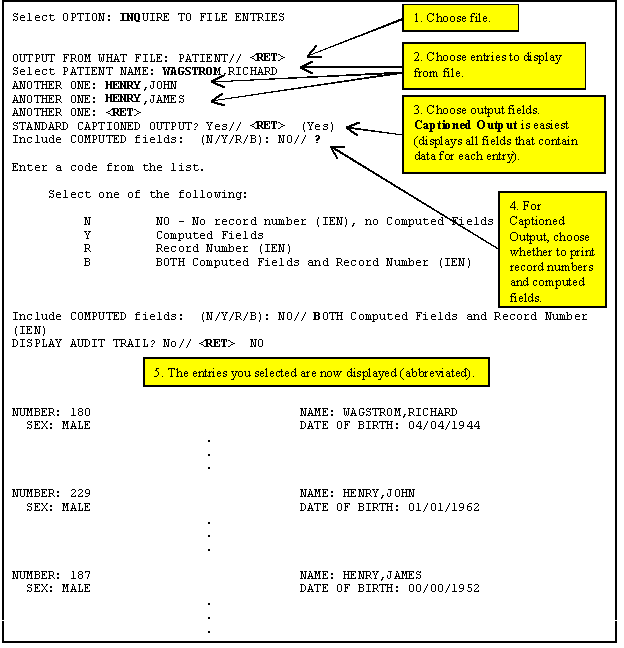 Select OPTION: INQUIRE TO FILE ENTRIES
1. Choose file.
OUTPUT FROM WHAT FILE: PATIENT// <RET>
Select PATIENT NAME: WAGSTROM,RICHARD
ANOTHER ONE: HENRY,JOHN
ANOTHER ONE: HENRY,JAMES
ANOTHER ONE: <RET>
2. Choose entries to display
from file.
STANDARD CAPTIONED OUTPUT? Yes// <RET> (Yes)
Include COMPUTED fields: (N/Y/R/B): NO// ?
3. Choose output fields.
Captioned Output is easiest
(displays all fields that contain
data for each entry).
Enter a code from the list.
Select one of the following:
N NO - No record number (IEN), no Computed Fields
Y Computed Fields
R Record Number (IEN)
B BOTH Computed Fields and Record Number (IEN)
4. For
Captioned
Output, choose
whether to print
record numbers
and computed
fields.
Include COMPUTED fields: (N/Y/R/B): NO// BOTH Computed Fields and Record Number
(IEN)
DISPLAY AUDIT TRAIL? No// <RET> NO
5. The entries you selected are now displayed (abbreviated).
NUMBER: 180 NAME: WAGSTROM,RICHARD
SEX: MALE DATE OF BIRTH: 04/04/1944
.
.
.
NUMBER: 229 NAME: HENRY,JOHN
SEX: MALE DATE OF BIRTH: 01/01/1962
.
.
.
NUMBER: 187 NAME: HENRY,JAMES
SEX: MALE DATE OF BIRTH: 00/00/1952
.
.
.